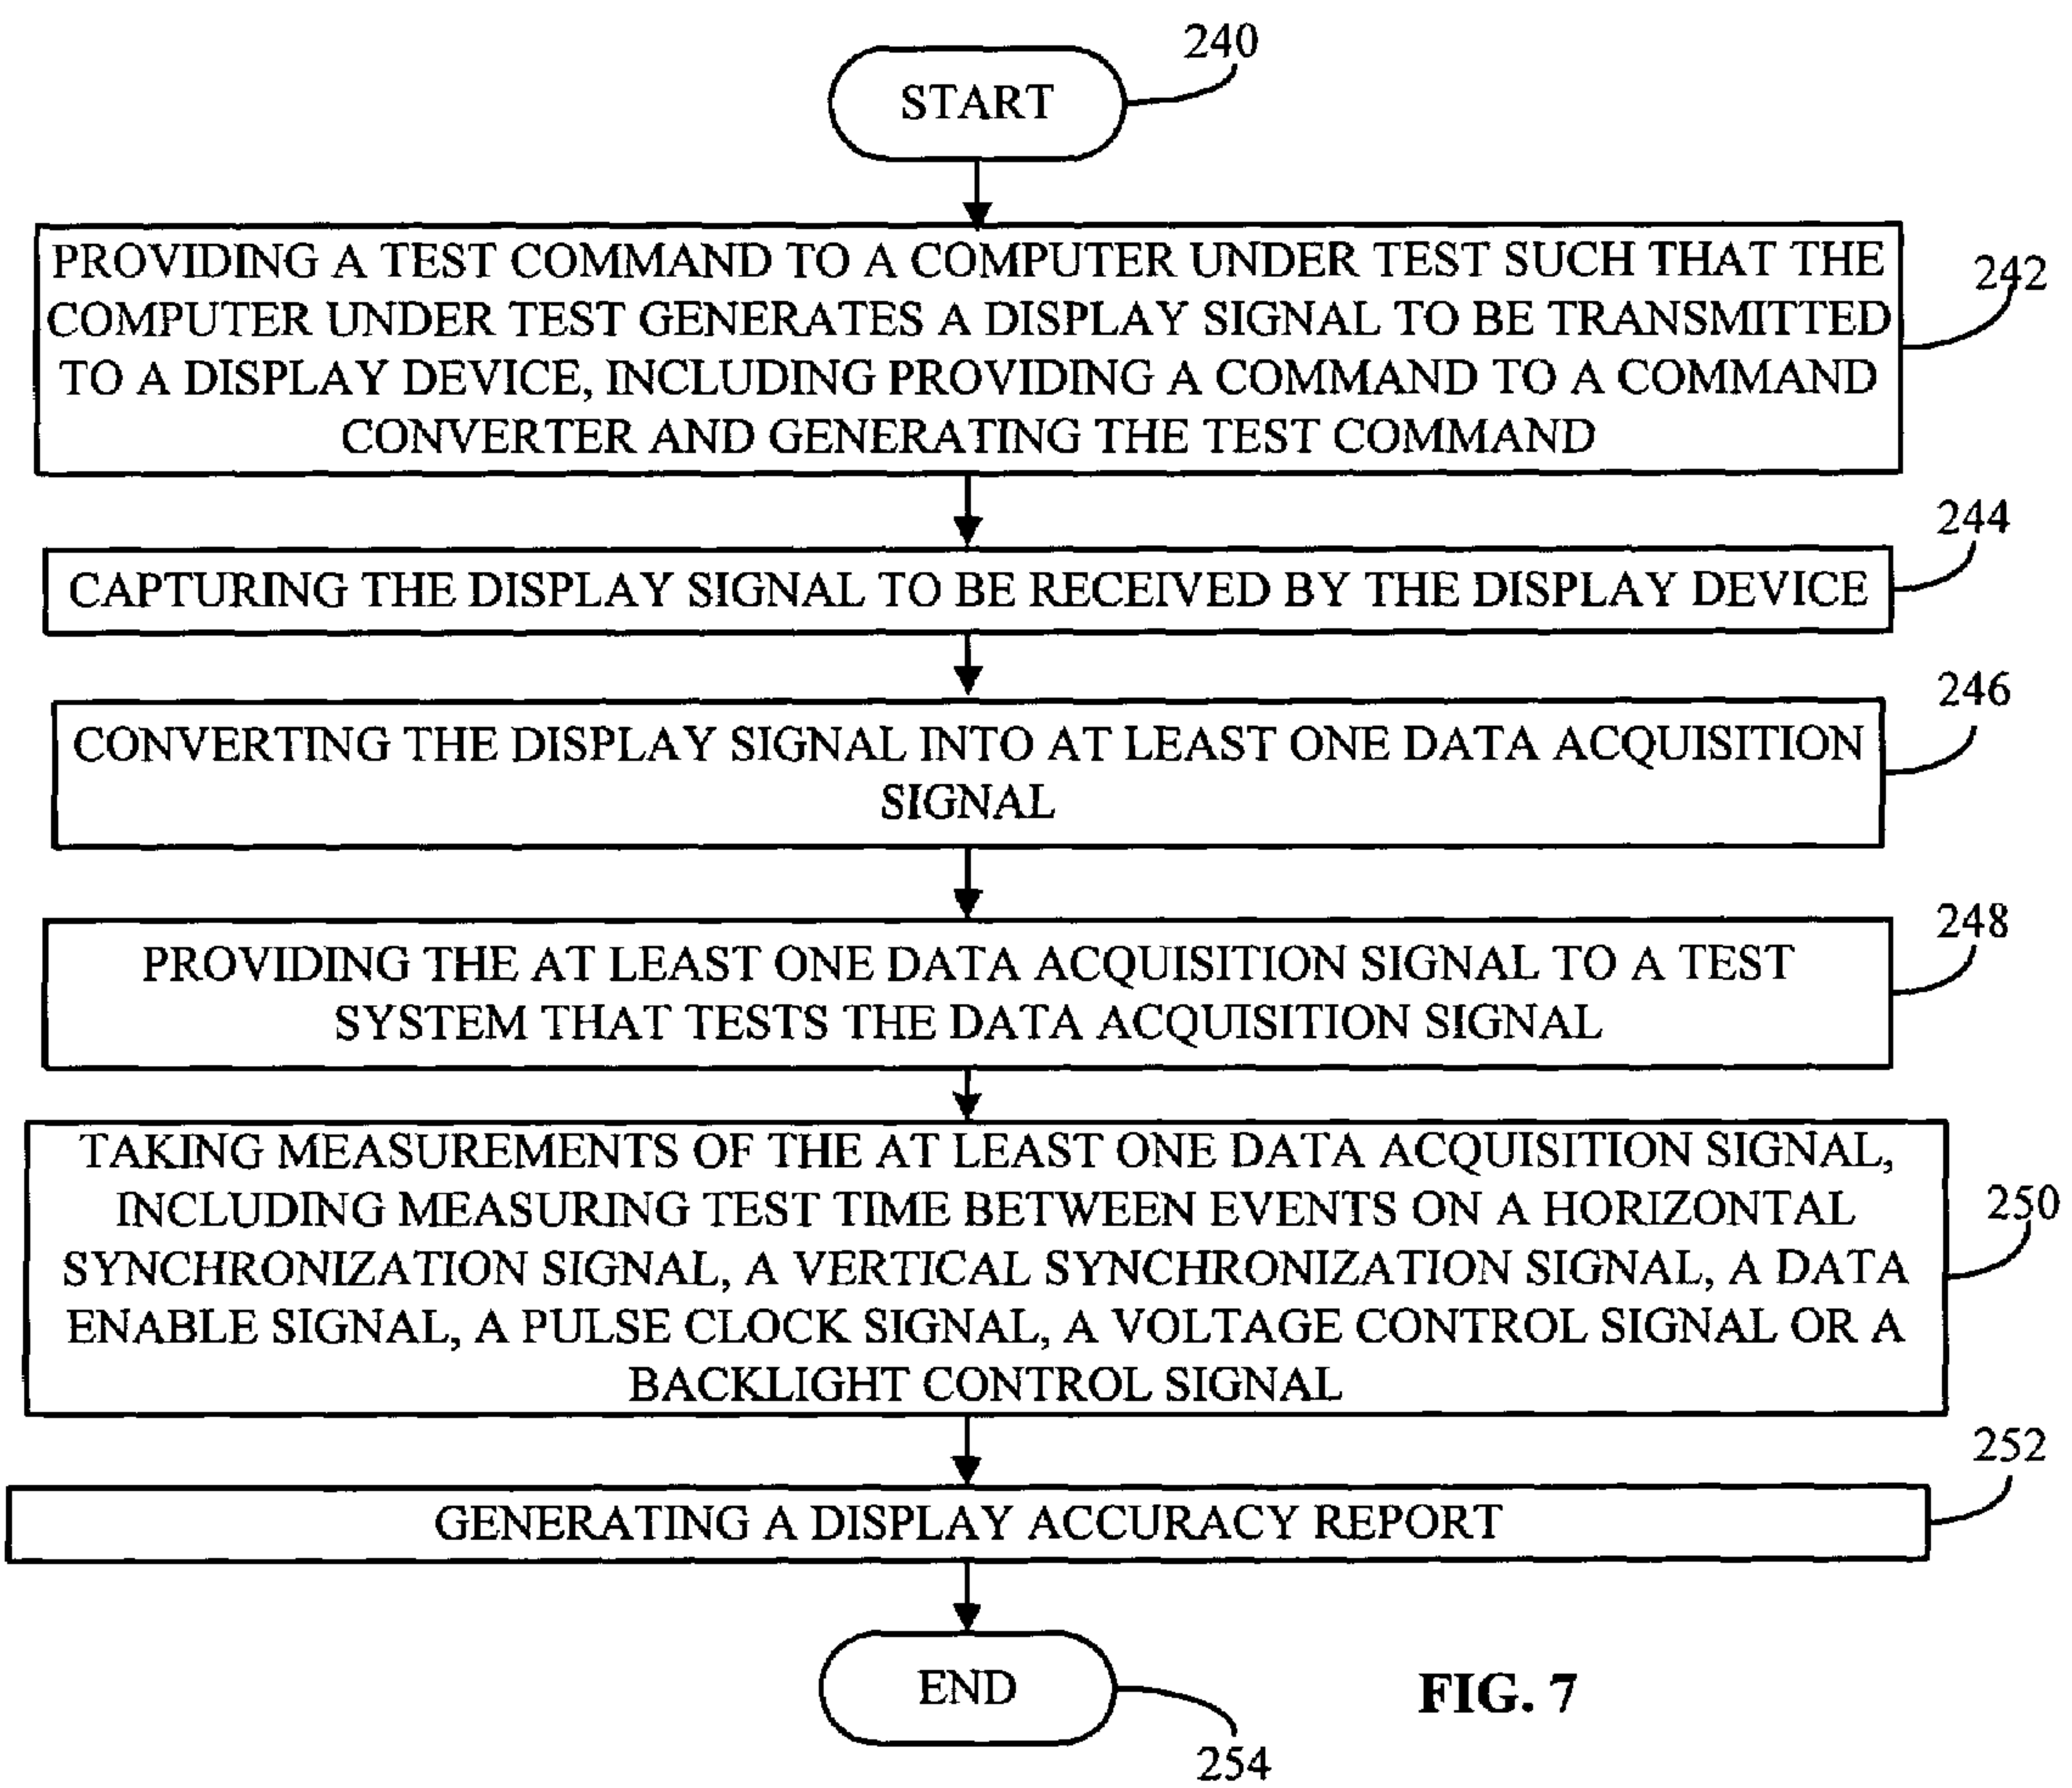 240
START
PROVIDING A TEST COMMAND TO A COMPUTER UNDER TEST SUCH THAT THE
COMPUTER UNDER TEST GENERATES A DISPLAY SIGNAL TO BE TRANSMITTED
TO A DISPLAY DEVICE, INCLUDING PROVIDING A COMMAND TO A COMMAND
CONVERTER AND GENERATING THE TEST COMMAND
242
244
CAPTURING THE DISPLAY SIGNAL TO BE RECEIVED BY THE DISPLAY DEVICE
246
CONVERTING THE DISPLAY SIGNAL INTO AT LEAST ONE DATA ACQUISITION
SIGNAL
248
PROVIDING THE AT LEAST ONE DATA ACQUISITION SIGNAL TO A TEST
SYSTEM THAT TESTS THE DATA ACQUISITION SIGNAL
TAKING MEASUREMENTS OF THE AT LEAST ONE DATA ACQUISITION SIGNAL,
INCLUDING MEASURING TEST TIME BETWEEN EVENTS ON A HORIZONTAL
SYNCHRONIZATION SIGNAL, A VERTICAL SYNCHRONIZATION SIGNAL, A DATA
ENABLE SIGNAL, A PULSE CLOCK SIGNAL, A VOLTAGE CONTROL SIGNAL OR A
BACKLIGHT CONTROL SIGNAL
250
252
GENERATING A DISPLAY ACCURACY REPORT
END
FIG. 7
254